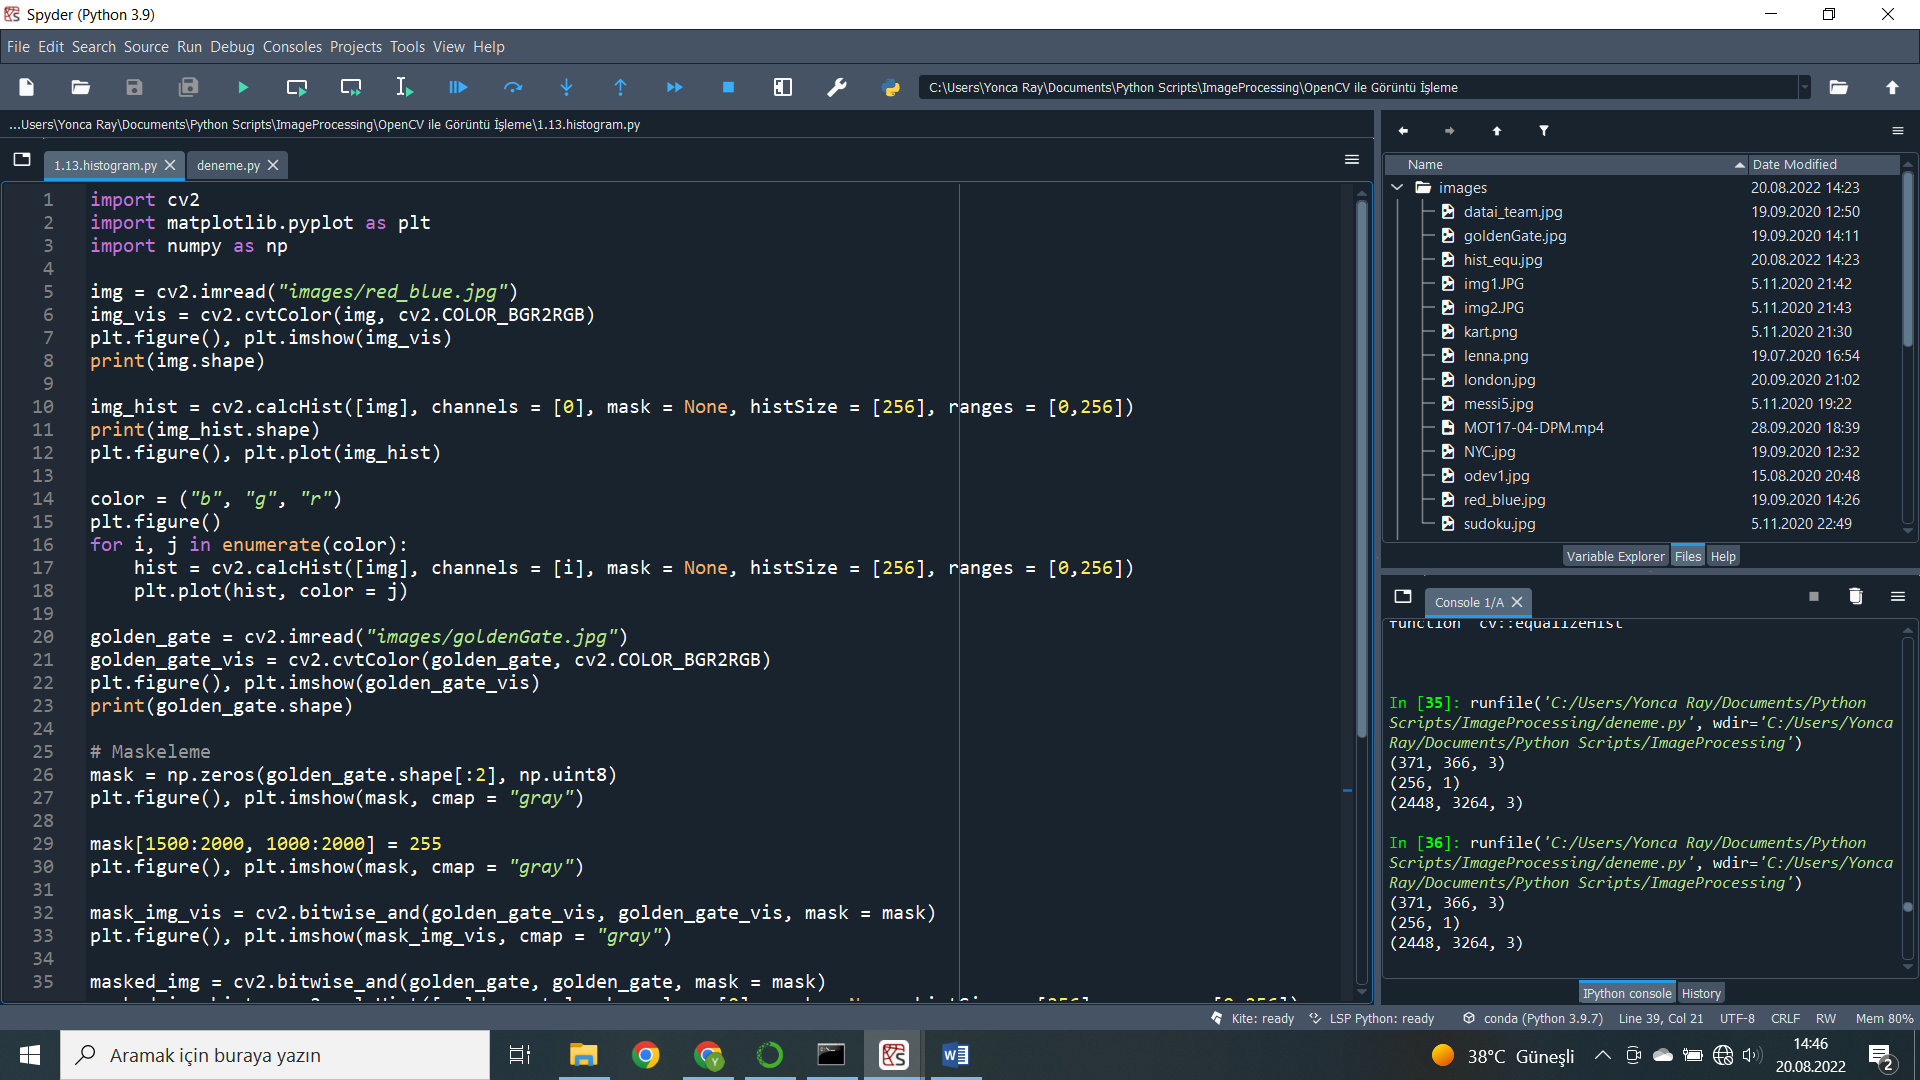 Spyder (Python 3.9)
File Edit Search Source Run Debug Consoles Projects Tools View Help
C:\Users\Yonca Ray\Documents\Python Scripts\ImageProcessing\OpenCV ile Görüntü İşleme
...Users\Yonca Ray\Documents\Python Scripts\ImageProcessing\OpenCV ile Görüntü İşleme\1.13.histogram.py
1.13.histogram.py deneme.py
1 import cv2
2 import matplotlib.pyplot as plt
3 import numpy as np
4
5 img = cv2.imread("images/red_blue.jpg")
6 img_vis = cv2.cvtColor(img, cv2.COLOR_BGR2RGB)
7 plt.figure(), plt.imshow(img_vis)
8 print(img.shape)
9
10 img_hist = cv2.calcHist([img], channels = [0], mask = None, histSize = [256], ranges = [0,256])
11 print(img_hist.shape)
12 plt.figure(), plt.plot(img_hist)
13
14 color = ("b", "g", "r")
15 plt.figure()
16 for i, j in enumerate(color):
17     hist = cv2.calcHist([img], channels = [i], mask = None, histSize = [256], ranges = [0,256])
18     plt.plot(hist, color = j)
19
20 golden_gate = cv2.imread("images/goldenGate.jpg")
21 golden_gate_vis = cv2.cvtColor(golden_gate, cv2.COLOR_BGR2RGB)
22 plt.figure(), plt.imshow(golden_gate_vis)
23 print(golden_gate.shape)
24
25 # Maskeleme
26 mask = np.zeros(golden_gate.shape[:2], np.uint8)
27 plt.figure(), plt.imshow(mask, cmap = "gray")
28
29 mask[1500:2000, 1000:2000] = 255
30 plt.figure(), plt.imshow(mask, cmap = "gray")
31
32 mask_img_vis = cv2.bitwise_and(golden_gate_vis, golden_gate_vis, mask = mask)
33 plt.figure(), plt.imshow(mask_img_vis, cmap = "gray")
34
35 masked_img = cv2.bitwise_and(golden_gate, golden_gate, mask = mask)
Name Date Modified
images 20.08.2022 14:23
datai_team.jpg 19.09.2020 12:50
goldenGate.jpg 19.09.2020 14:11
hist_equ.jpg 20.08.2022 14:23
img1.JPG 5.11.2020 21:42
img2.JPG 5.11.2020 21:43
kart.png 5.11.2020 21:30
lenna.png 19.07.2020 16:54
london.jpg 20.09.2020 21:02
messi5.jpg 5.11.2020 19:22
MOT17-04-DPM.mp4 28.09.2020 18:39
NYC.jpg 19.09.2020 12:32
odev1.jpg 15.08.2020 20:48
red_blue.jpg 19.09.2020 14:26
sudoku.jpg 5.11.2020 22:49
Variable Explorer Files Help
Console 1/A
function 'cv::equalizeHist'
In [35]: runfile('C:/Users/Yonca Ray/Documents/Python
Scripts/ImageProcessing/deneme.py', wdir='C:/Users/Yonca
Ray/Documents/Python Scripts/ImageProcessing')
(371, 366, 3)
(256, 1)
(2448, 3264, 3)
In [36]: runfile('C:/Users/Yonca Ray/Documents/Python
Scripts/ImageProcessing/deneme.py', wdir='C:/Users/Yonca
Ray/Documents/Python Scripts/ImageProcessing')
(371, 366, 3)
(256, 1)
(2448, 3264, 3)
IPython console History
Kite: ready LSP Python: ready conda (Python 3.9.7) Line 39, Col 21 UTF-8 CRLF RW Mem 80%
Aramak için buraya yazın
38°C Güneşli
14:46
20.08.2022
2